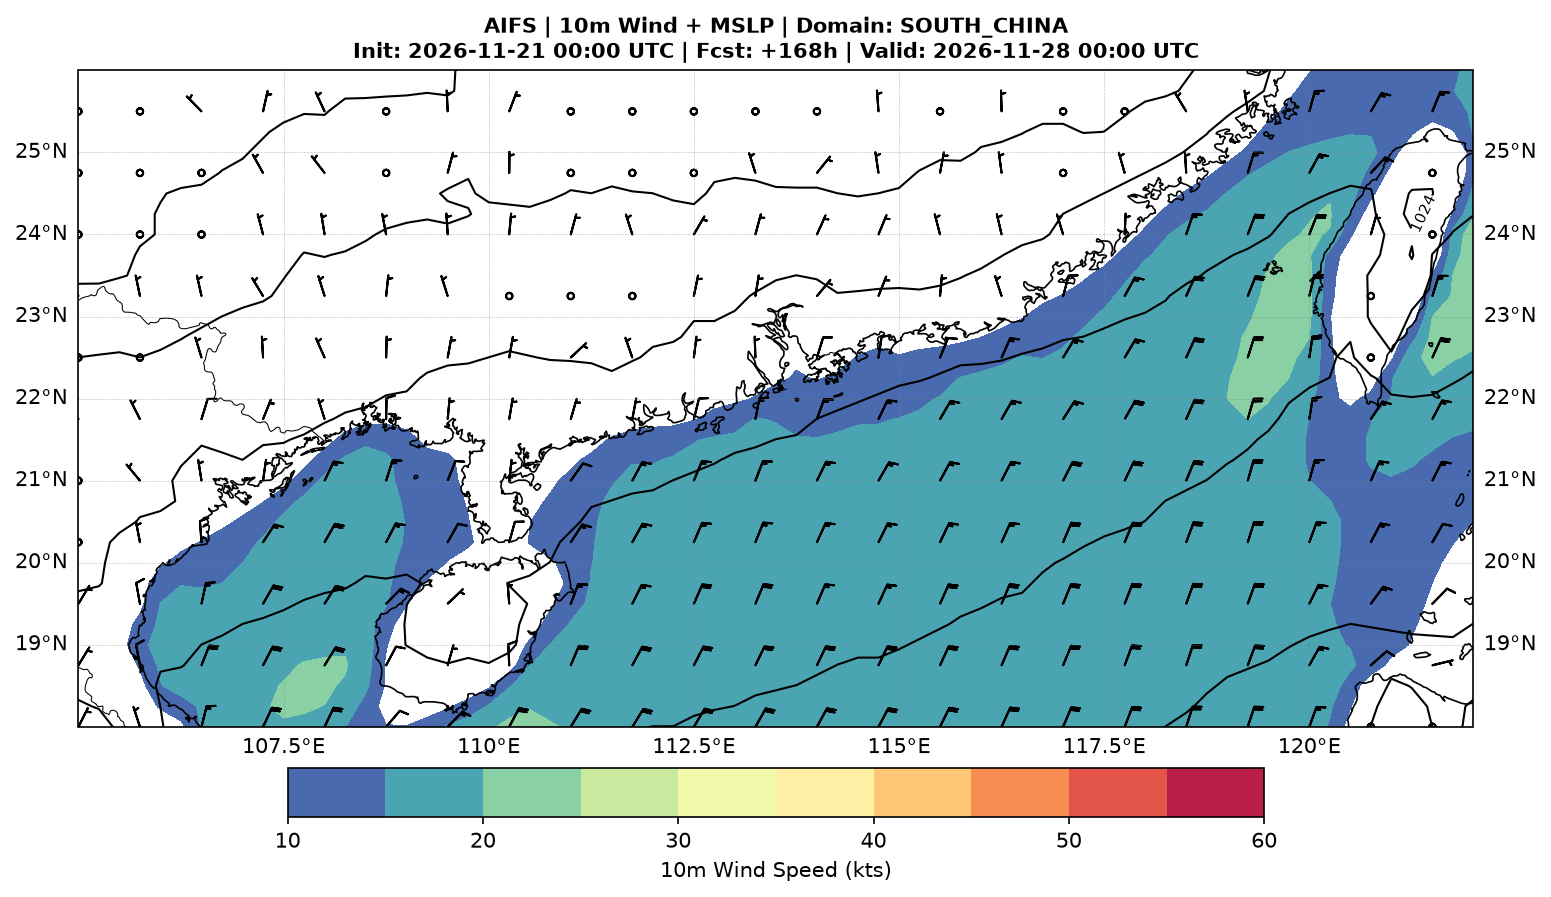 AIFS | 10m Wind + MSLP | Domain: SOUTH_CHINA
Init: 2026-11-21 00:00 UTC | Fcst: +168h | Valid: 2026-11-28 00:00 UTC
25°N 25°N
1024
24°N 24°N
23°N 23°N
22°N 22°N
21°N 21°N
20°N 20°N
19°N 19°N
107.5°E 110°E 112.5°E 115°E 117.5°E 120°E
10 20 30 40 50 60
10m Wind Speed (kts)